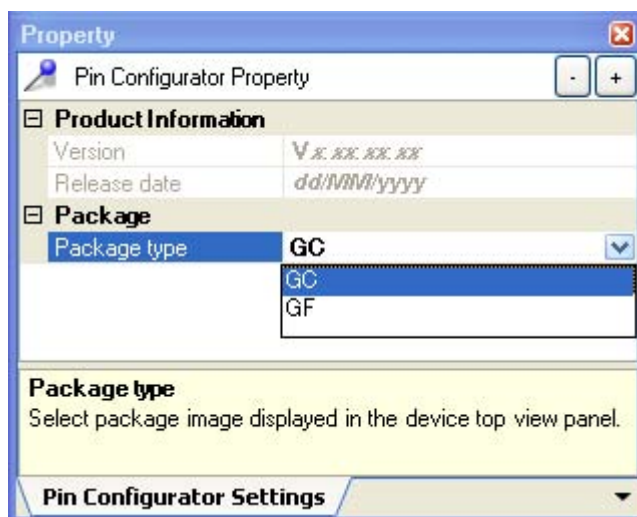 Property
Pin Configurator Property
- +
Product Information
Version V x.xx.xx.xx
Release date dd/MM/yyyy
Package
Package type GC
GC
GF
Package type
Select package image displayed in the device top view panel.
Pin Configurator Settings